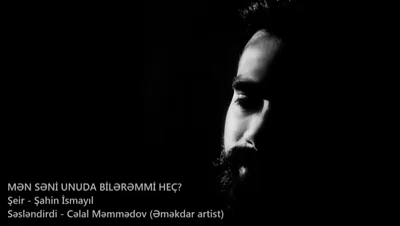 MƏN SƏNİ UNUDA BİLƏRƏMMİ HEÇ?
Şeir - Şahin İsmayıl
Səsləndirdi - Cəlal Məmmədov (Əməkdar artist)